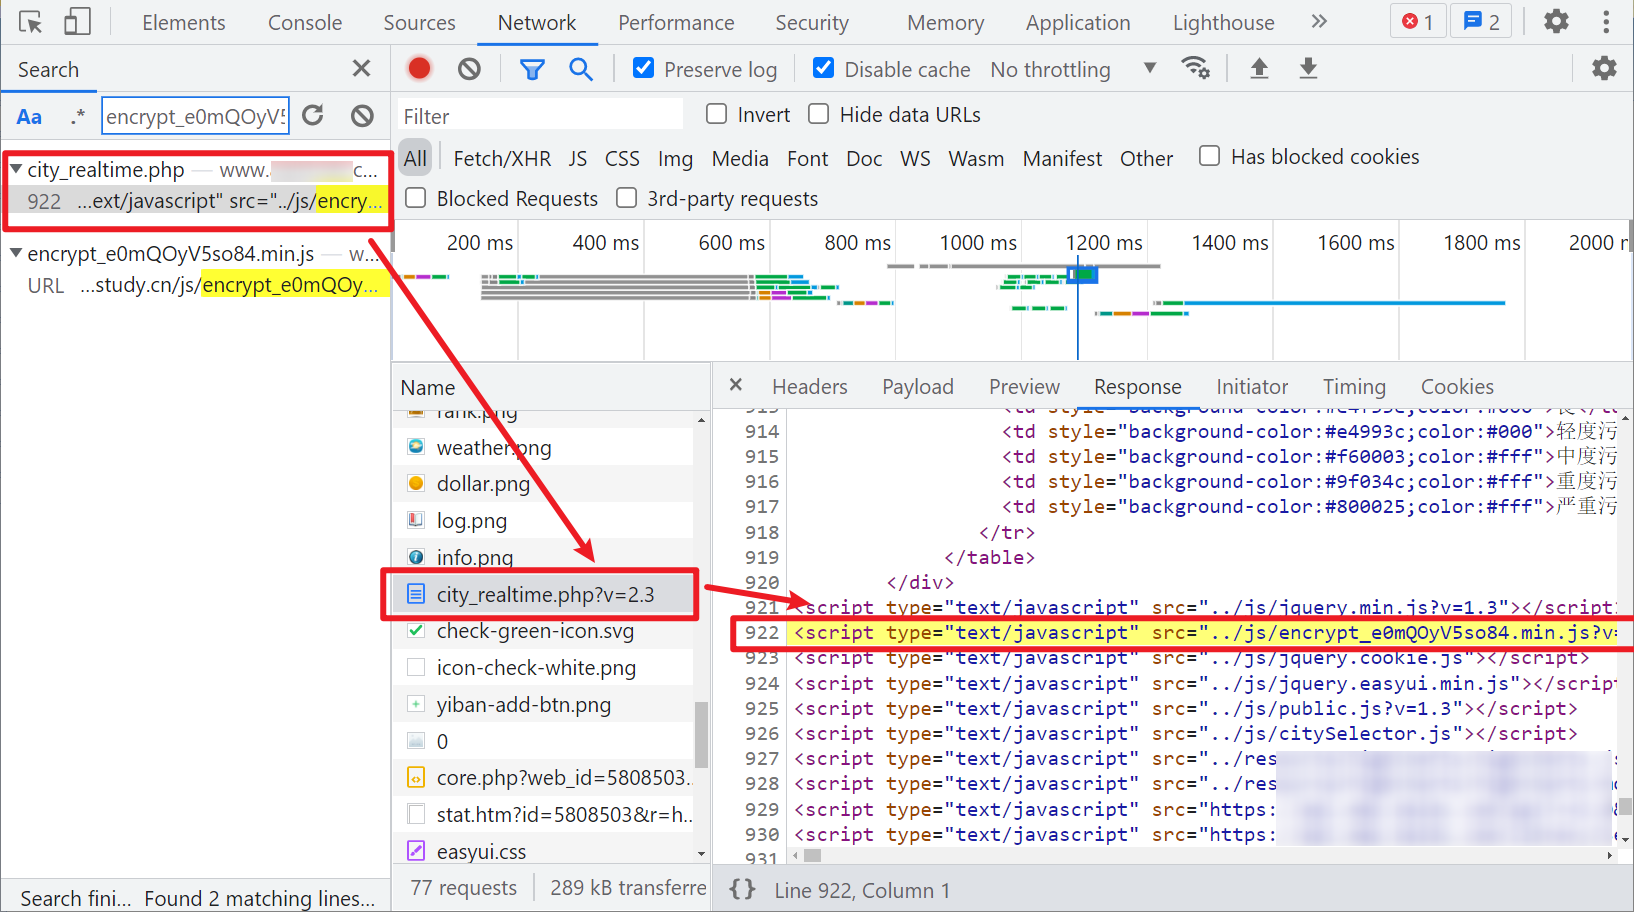 Elements Console Sources Network Performance Security Memory Application Lighthouse 1 2
Search
Preserve log Disable cache No throttling
Aa .* encrypt_e0mQOyV5
Filter Invert Hide data URLs
All Fetch/XHR JS CSS Img Media Font Doc WS Wasm Manifest Other Has blocked cookies
Blocked Requests 3rd-party requests
city_realtime.php — www. c...
922 ...ext/javascript" src="../js/encry...
encrypt_e0mQOyV5so84.min.js — w...
URL ...study.cn/js/encrypt_e0mQOy...
200 ms 400 ms 600 ms 800 ms 1000 ms 1200 ms 1400 ms 1600 ms 1800 ms 2000
Name
rank.png
weather.png
dollar.png
log.png
info.png
city_realtime.php?v=2.3
check-green-icon.svg
icon-check-white.png
yiban-add-btn.png
0
core.php?web_id=5808503...
stat.htm?id=5808503&r=h...
easyui.css
77 requests 289 kB transferre
Headers Payload Preview Response Initiator Timing Cookies
914 <td style="background-color:#e4993c;color:#000">轻度污
915 <td style="background-color:#f60003;color:#fff">中度污
916 <td style="background-color:#9f034c;color:#fff">重度污
917 <td style="background-color:#800025;color:#fff">严重污
918 </tr>
919 </table>
920 </div>
921 <script type="text/javascript" src="../js/jquery.min.js?v=1.3"></script>
922 <script type="text/javascript" src="../js/encrypt_e0mQOyV5so84.min.js?v=
923 <script type="text/javascript" src="../js/jquery.cookie.js"></script>
924 <script type="text/javascript" src="../js/jquery.easyui.min.js"></script
925 <script type="text/javascript" src="../js/public.js?v=1.3"></script>
926 <script type="text/javascript" src="../js/citySelector.js"></script>
927 <script type="text/javascript" src="../res
928 <script type="text/javascript" src="../res
929 <script type="text/javascript" src="https:
930 <script type="text/javascript" src="https:
931
{} Line 922, Column 1
Search fini... Found 2 matching lines...